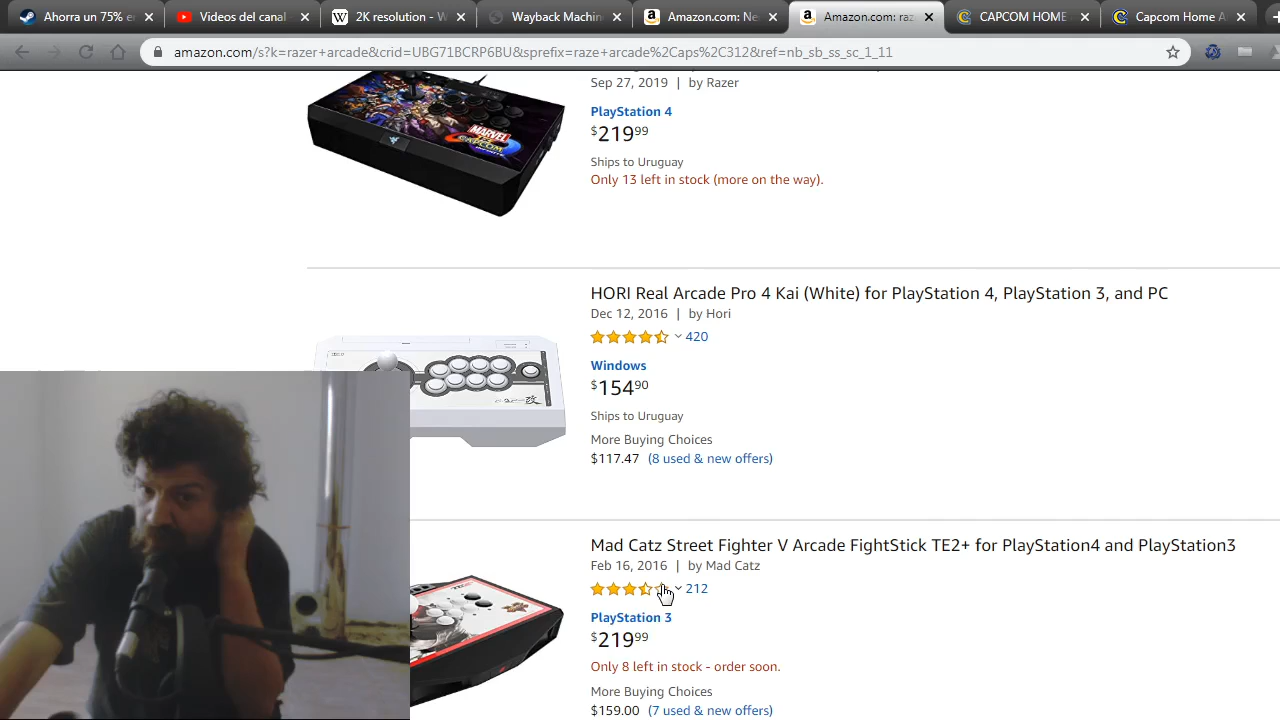 Ahorra un 75% e
Videos del canal -
2K resolution - W
Wayback Machin
Amazon.com: Ne
Amazon.com: raz
CAPCOM HOME
Capcom Home A
amazon.com/s?k=razer+arcade&crid=UBG71BCRP6BU&sprefix=raze+arcade%2Caps%2C312&ref=nb_sb_ss_sc_1_11
Sep 27, 2019 | by Razer
PlayStation 4
$219.99
Ships to Uruguay
Only 13 left in stock (more on the way).
MARVEL
CAPCOM
HORI Real Arcade Pro 4 Kai (White) for PlayStation 4, PlayStation 3, and PC
Dec 12, 2016 | by Hori
420
Windows
$154.90
Ships to Uruguay
More Buying Choices
$117.47 (8 used & new offers)
Mad Catz Street Fighter V Arcade FightStick TE2+ for PlayStation4 and PlayStation3
Feb 16, 2016 | by Mad Catz
212
PlayStation 3
$219.99
Only 8 left in stock - order soon.
More Buying Choices
$159.00 (7 used & new offers)